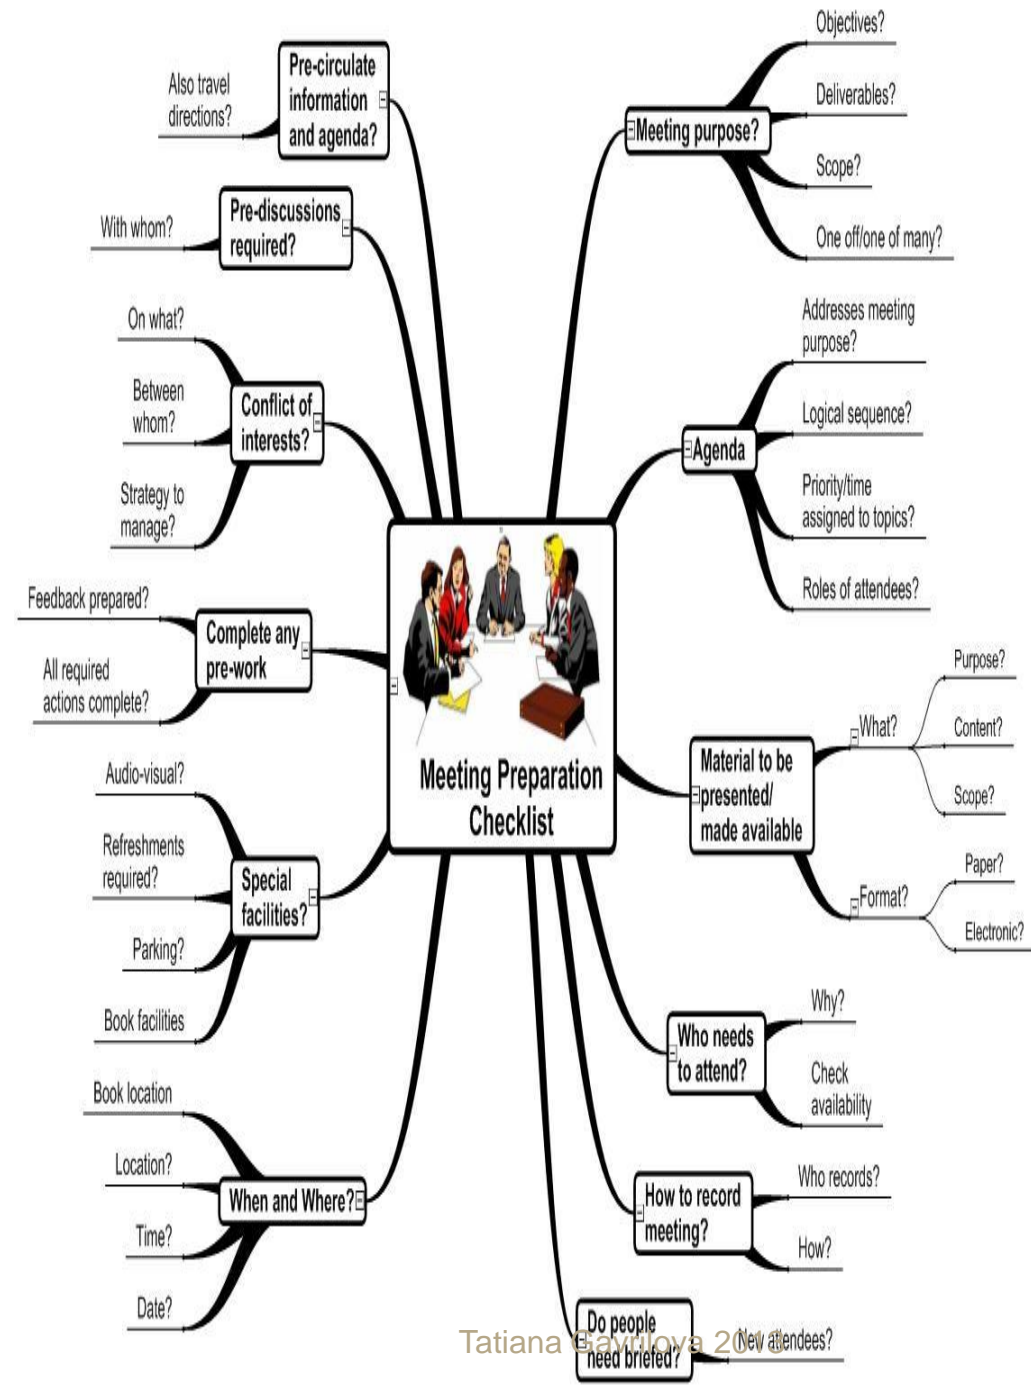 Meeting Preparation
Checklist
Meeting purpose?
Objectives?
Deliverables?
Scope?
One off/one of many?
Agenda
Addresses meeting
purpose?
Logical sequence?
Priority/time
assigned to topics?
Roles of attendees?
Material to be
presented/
made available
What?
Purpose?
Content?
Scope?
Format?
Paper?
Electronic?
Who needs
to attend?
Why?
Check
availability
How to record
meeting?
Who records?
How?
Do people
need briefed?
New attendees?
When and Where?
Book location
Location?
Time?
Date?
Special
facilities?
Audio-visual?
Refreshments
required?
Parking?
Book facilities
Complete any
pre-work
Feedback prepared?
All required
actions complete?
Conflict of
interests?
On what?
Between
whom?
Strategy to
manage?
Pre-discussions
required?
With whom?
Pre-circulate
information
and agenda?
Also travel
directions?
Tatiana Gavrilova 2013